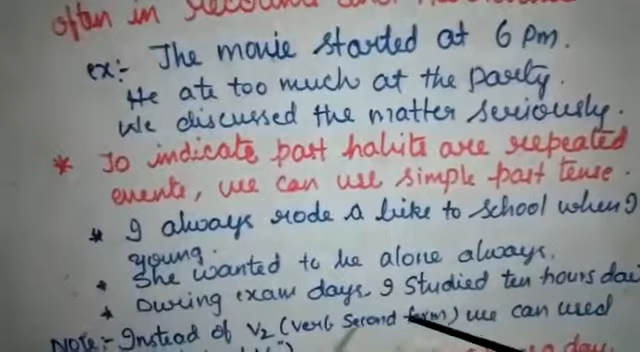 often in
ex:- The movie started at 6 pm.
He ate too much at the party.
We discussed the matter seriously.
* To indicate past habits are repeated
events, we can use simple past tense.
* I always rode a bike to school when I
young.
* She wanted to be alone always.
* During exam days I studied ten hours
Note:- Instead of V2 (Verb Second form) we can used
a day.